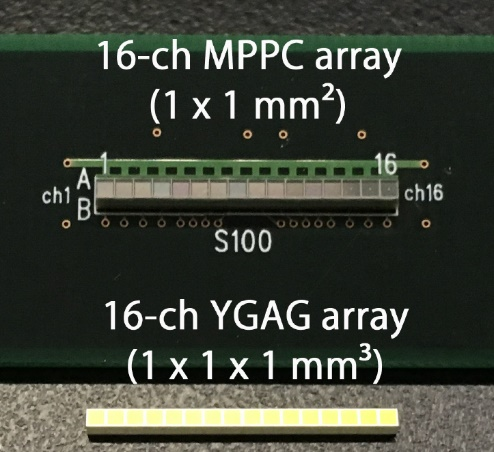 16-ch MPPC array
(1 x 1 mm²)
1 16
A
ch1 ch16
B
S100
16-ch YGAG array
(1 x 1 x 1 mm³)